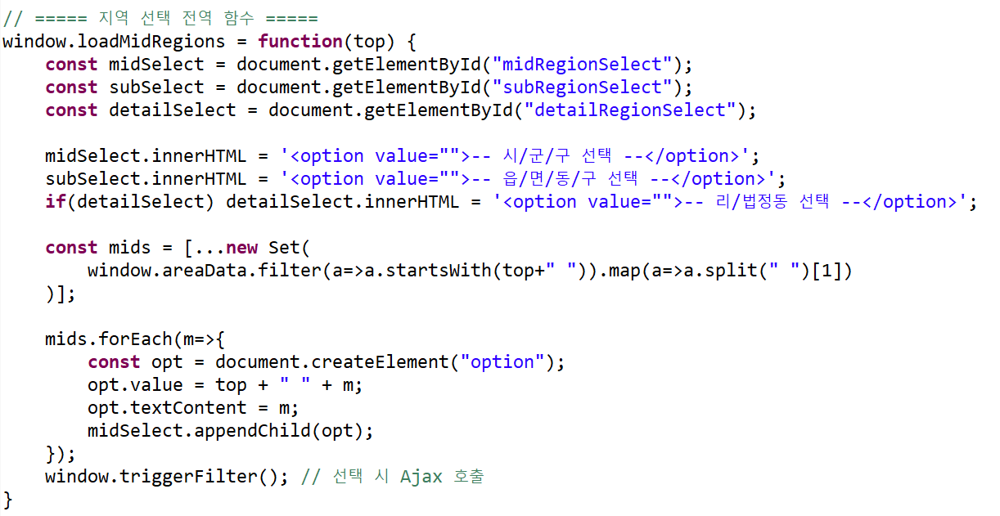 // ===== 지역 선택 전역 함수 =====
window.loadMidRegions = function(top) {
    const midSelect = document.getElementById("midRegionSelect");
    const subSelect = document.getElementById("subRegionSelect");
    const detailSelect = document.getElementById("detailRegionSelect");

    midSelect.innerHTML = '<option value="">-- 시/군/구 선택 --</option>';
    subSelect.innerHTML = '<option value="">-- 읍/면/동/구 선택 --</option>';
    if(detailSelect) detailSelect.innerHTML = '<option value="">-- 리/법정동 선택 --</option>';

    const mids = [...new Set(
        window.areaData.filter(a=>a.startsWith(top+" ")).map(a=>a.split(" ")[1])
    )];

    mids.forEach(m=>{
        const opt = document.createElement("option");
        opt.value = top + " " + m;
        opt.textContent = m;
        midSelect.appendChild(opt);
    });
    window.triggerFilter(); // 선택 시 Ajax 호출
}